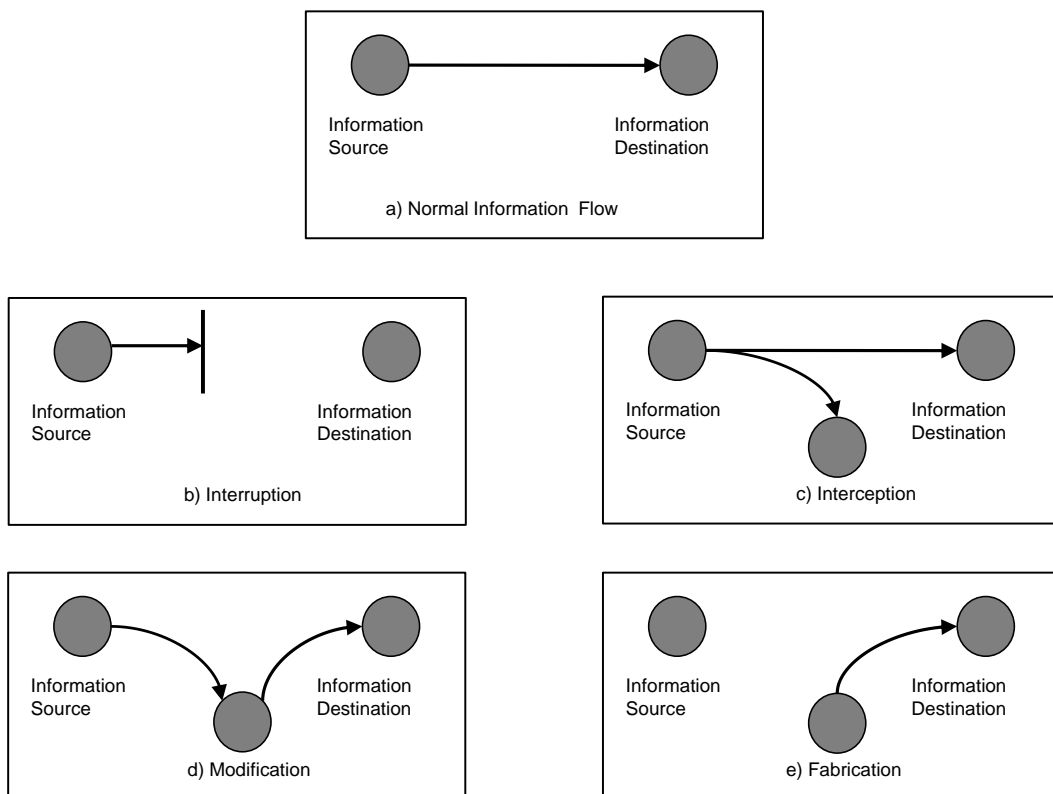 Information
Source
Information
Destination
a) Normal Information Flow
Information
Source
Information
Destination
b) Interruption
Information
Source
Information
Destination
c) Interception
Information
Source
Information
Destination
d) Modification
Information
Source
Information
Destination
e) Fabrication